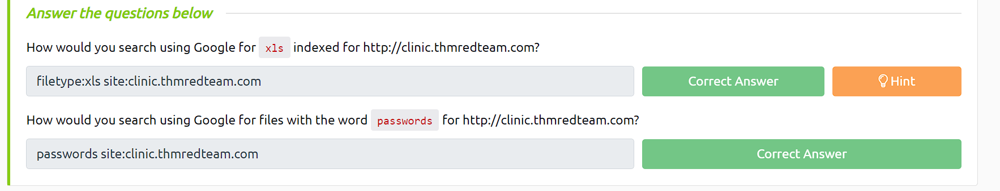 Answer the questions below
How would you search using Google for xls indexed for http://clinic.thmredteam.com?
filetype:xls site:clinic.thmredteam.com
Correct Answer
Hint
How would you search using Google for files with the word passwords for http://clinic.thmredteam.com?
passwords site:clinic.thmredteam.com
Correct Answer